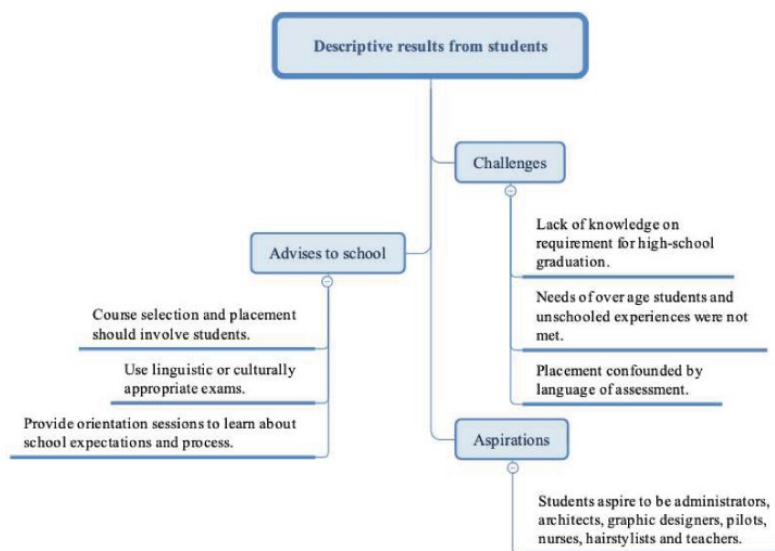 Descriptive results from students
Challenges
Lack of knowledge on
requirement for high-school
graduation.
Needs of over age students and
unschooled experiences were not
met.
Placement confounded by
language of assessment.
Advises to school
Course selection and placement
should involve students.
Use linguistic or culturally
appropriate exams.
Provide orientation sessions to learn about
school expectations and process.
Aspirations
Students aspire to be administrators,
architects, graphic designers, pilots,
nurses, hairstylists and teachers.